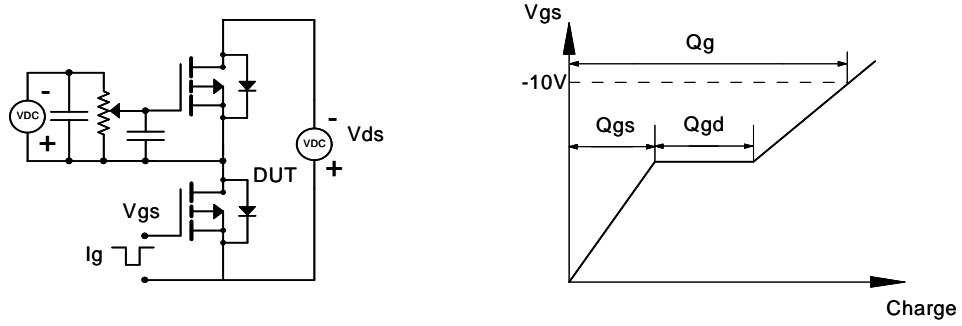 -
VDC
+
-
VDC
+
Vds
DUT
Vgs
Ig
Vgs
Qg
-10V
Qgs
Qgd
Charge